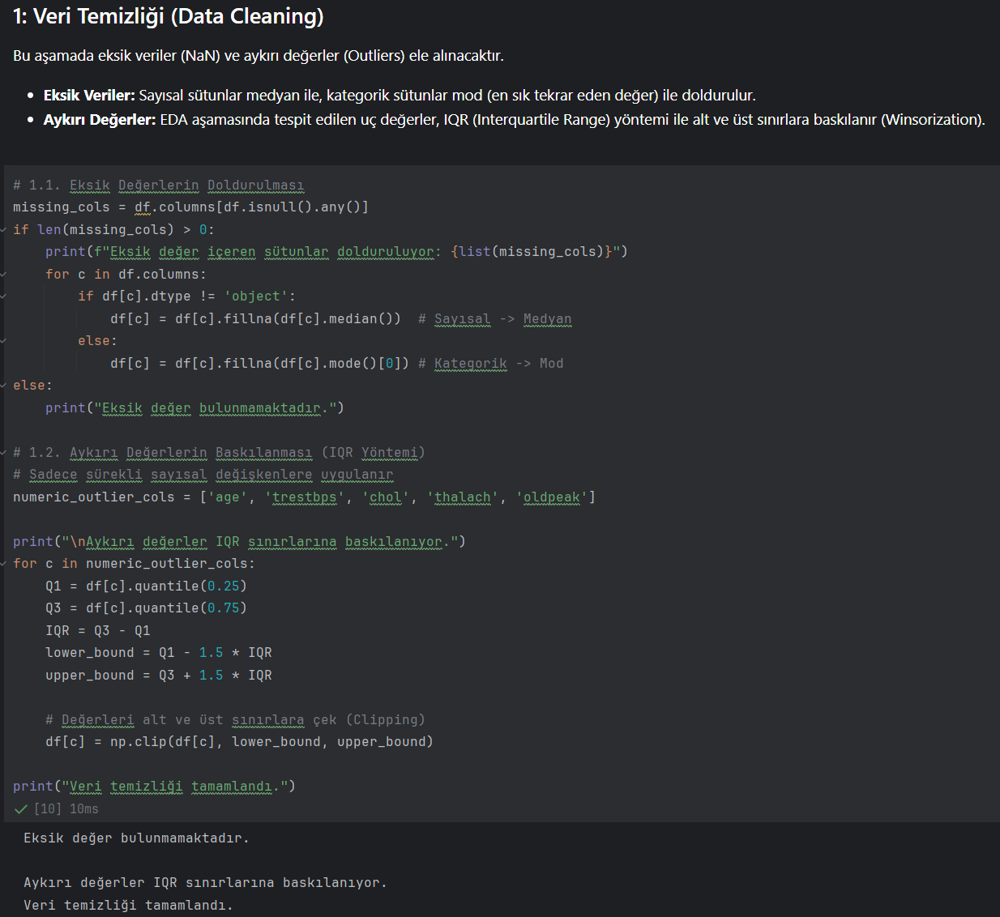 1: Veri Temizliği (Data Cleaning)
Bu aşamada eksik veriler (NaN) ve aykırı değerler (Outliers) ele alınacaktır.
• Eksik Veriler: Sayısal sütunlar medyan ile, kategorik sütunlar mod (en sık tekrar eden değer) ile doldurulur.
• Aykırı Değerler: EDA aşamasında tespit edilen uç değerler, IQR (Interquartile Range) yöntemi ile alt ve üst sınırlara baskılanır (Winsorization).
# 1.1. Eksik Değerlerin Doldurulması
missing_cols = df.columns[df.isnull().any()]
if len(missing_cols) > 0:
    print(f"Eksik değer içeren sütunlar dolduruluyor: {list(missing_cols)}")
    for c in df.columns:
        if df[c].dtype != 'object':
            df[c] = df[c].fillna(df[c].median())  # Sayısal -> Medyan
        else:
            df[c] = df[c].fillna(df[c].mode()[0]) # Kategorik -> Mod
else:
    print("Eksik değer bulunmamaktadır.")
# 1.2. Aykırı Değerlerin Baskılanması (IQR Yöntemi)
# Sadece sürekli sayısal değişkenlere uygulanır
numeric_outlier_cols = ['age', 'trestbps', 'chol', 'thalach', 'oldpeak']
print("\nAykırı değerler IQR sınırlarına baskılanıyor.")
for c in numeric_outlier_cols:
    Q1 = df[c].quantile(0.25)
    Q3 = df[c].quantile(0.75)
    IQR = Q3 - Q1
    lower_bound = Q1 - 1.5 * IQR
    upper_bound = Q3 + 1.5 * IQR
    # Değerleri alt ve üst sınırlara çek (Clipping)
    df[c] = np.clip(df[c], lower_bound, upper_bound)
print("Veri temizliği tamamlandı.")
[10] 10ms
Eksik değer bulunmamaktadır.
Aykırı değerler IQR sınırlarına baskılanıyor.
Veri temizliği tamamlandı.